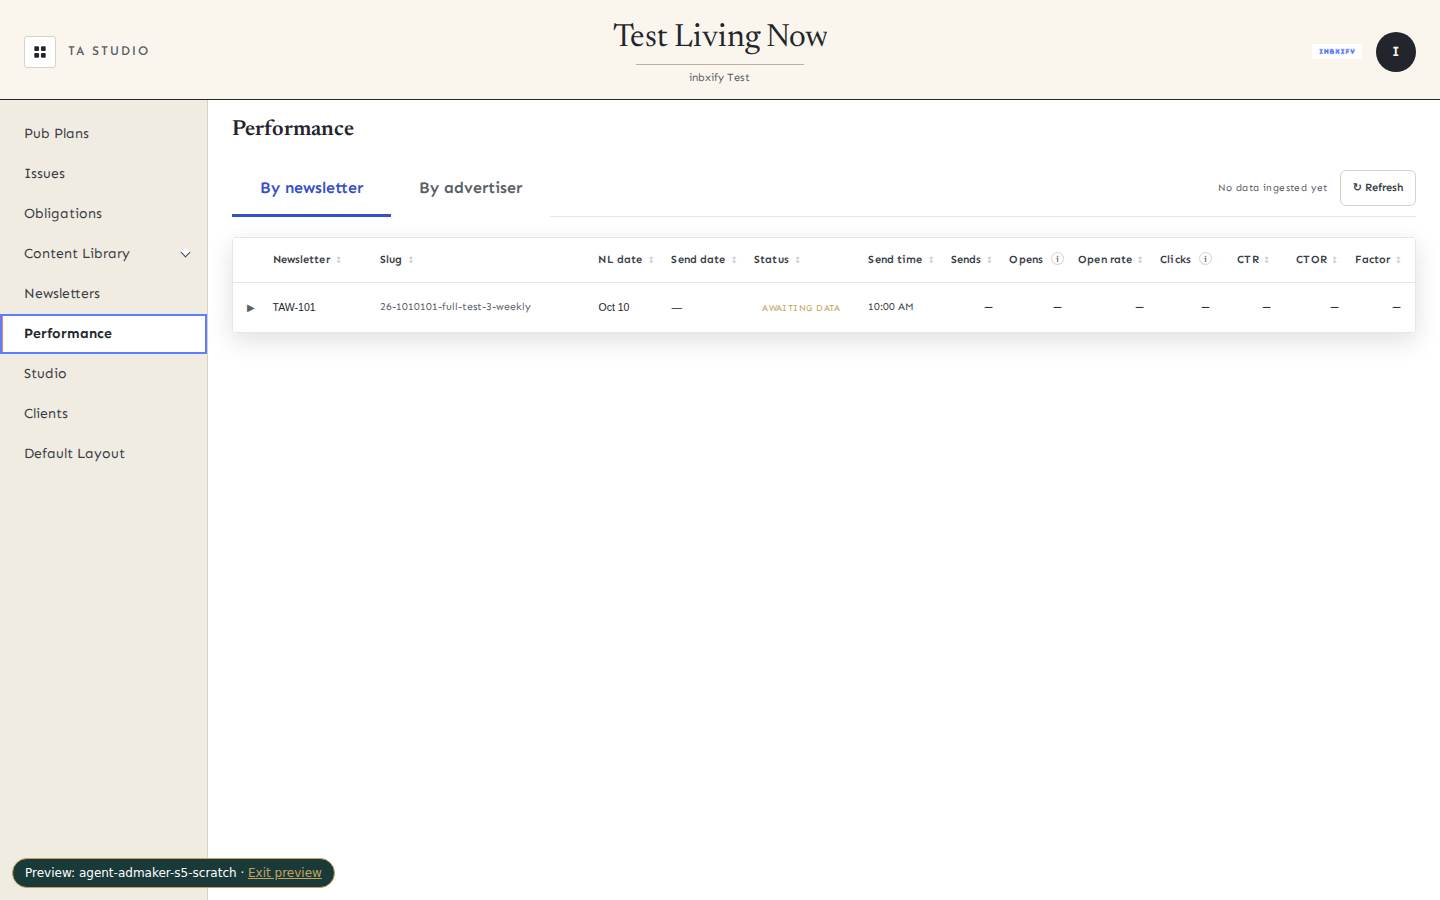 TA STUDIO
Test Living Now
inbxify Test
INBXIFY
I
Pub Plans
Issues
Obligations
Content Library
Newsletters
Performance
Studio
Clients
Default Layout
Performance
By newsletter
By advertiser
No data ingested yet
↻ Refresh
Newsletter ↕ Slug ↕ NL date ↕ Send date ↕ Status ↕ Send time ↕ Sends ↕ Opens i Open rate ↕ Clicks i CTR ↕ CTOR ↕ Factor ↕
▶ TAW-101 26-1010101-full-test-3-weekly Oct 10 — AWAITING DATA 10:00 AM — — — — — — —
Preview: agent-admaker-s5-scratch · Exit preview